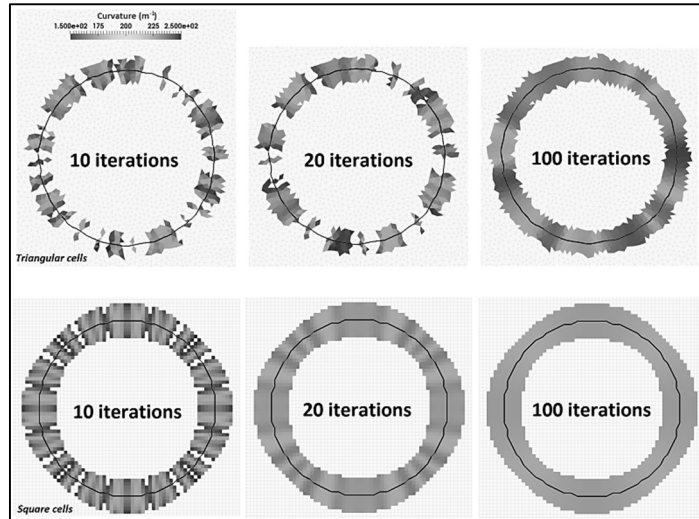 Curvature (m⁻¹)
1.500e+02 175 200 225 2.500e+02
10 iterations
20 iterations
100 iterations
Triangular cells
10 iterations
20 iterations
100 iterations
Square cells